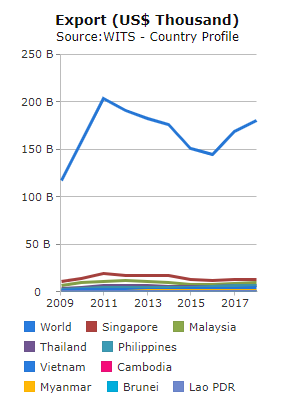 Export (US$ Thousand)
Source:WITS - Country Profile
250 B
200 B
150 B
100 B
50 B
0
2009 2011 2013 2015 2017
World Singapore Malaysia
Thailand Philippines
Vietnam Cambodia
Myanmar Brunei Lao PDR